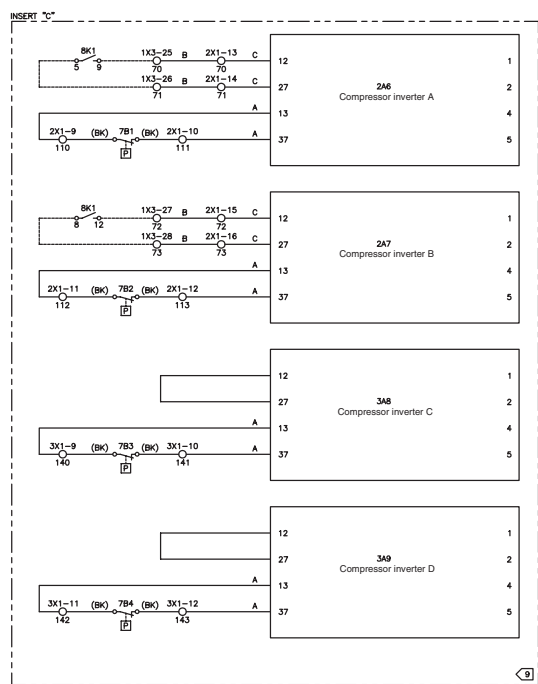 INSERT "C"
8K1 1X3-25 B 2X1-13 C 12 1
5 9 70 70
1X3-26 B 2X1-14 C 27 2A6 2
71 71 Compressor inverter A
A 13 4
2X1-9 (BK) 7B1 (BK) 2X1-10 A 37 5
110 P 111
8K1 1X3-27 B 2X1-15 C 12 1
8 12 72 72
1X3-28 B 2X1-16 C 27 2A7 2
73 73 Compressor inverter B
A 13 4
2X1-11 (BK) 7B2 (BK) 2X1-12 A 37 5
112 P 113
12 1
27 3A8 2
Compressor inverter C
A 13 4
3X1-9 (BK) 7B3 (BK) 3X1-10 A 37 5
140 P 141
12 1
27 3A9 2
Compressor inverter D
A 13 4
3X1-11 (BK) 7B4 (BK) 3X1-12 A 37 5
142 P 143
9